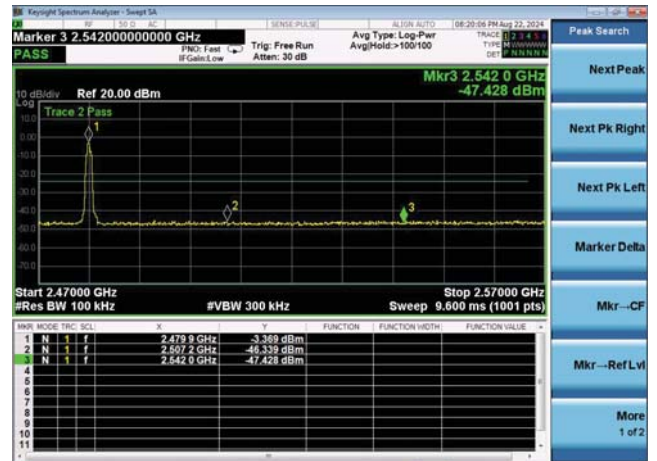 Keysight Spectrum Analyzer - Swept SA
RF 50 Ω AC SENSE:PULSE ALIGN AUTO 08:20:06 PM Aug 22, 2024
Marker 3 2.542000000000 GHz
PNO: Fast Trig: Free Run
IFGain:Low Atten: 30 dB
Avg Type: Log-Pwr
Avg|Hold:>100/100
TRACE 1 2 3 4 5 6
TYPE M W W W W W
DET P N N N N N
PASS
Mkr3 2.542 0 GHz
-47.428 dBm
10 dB/div Ref 20.00 dBm
Log
Trace 2 Pass
10.0
0.00
-10.0
-20.0
-30.0
-40.0
-50.0
-60.0
-70.0
1
2
3
Start 2.47000 GHz Stop 2.57000 GHz
#Res BW 100 kHz #VBW 300 kHz Sweep 9.600 ms (1001 pts)
MKR MODE TRC SCL X Y FUNCTION FUNCTION WIDTH FUNCTION VALUE
1 N 1 f 2.479 9 GHz -3.369 dBm
2 N 1 f 2.507 2 GHz -46.339 dBm
3 N 1 f 2.542 0 GHz -47.428 dBm
4
5
6
7
8
9
10
11
MSG
STATUS
Peak Search
Next Peak
Next Pk Right
Next Pk Left
Marker Delta
Mkr→CF
Mkr→Ref Lvl
More
1 of 2